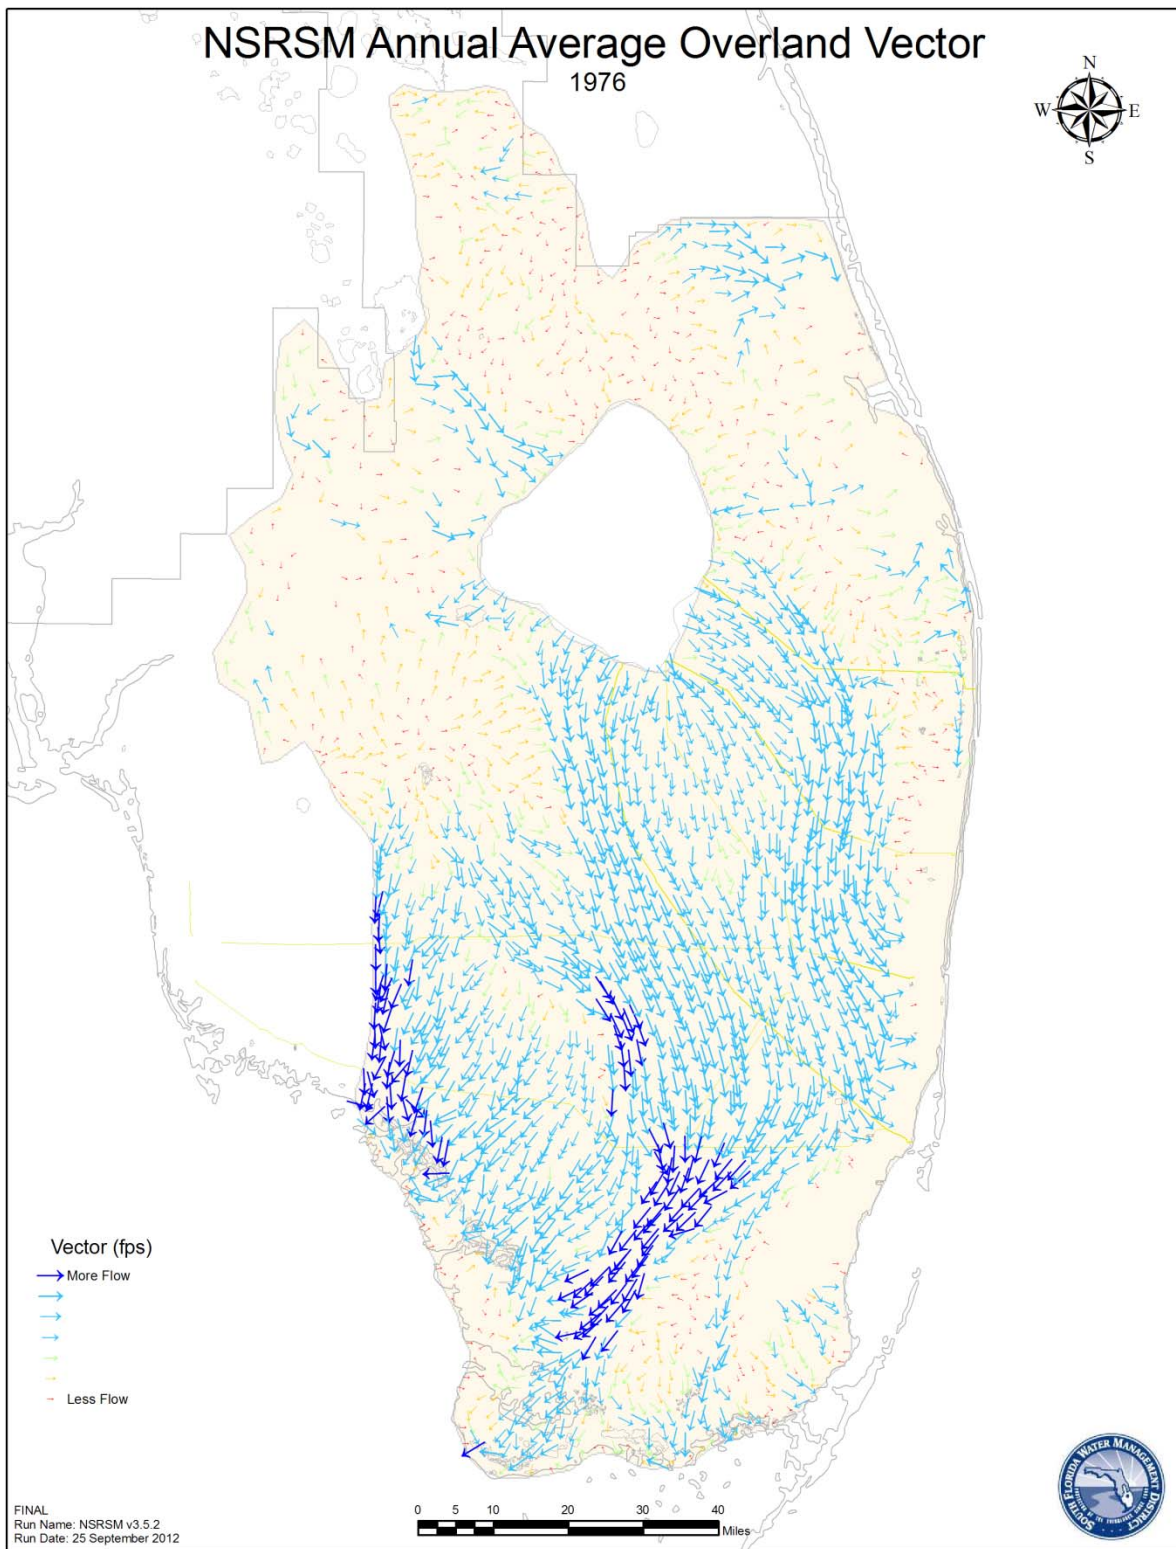 NSRSM Annual Average Overland Vector
1976
N
W E
S
Vector (fps)
More Flow
Less Flow
FINAL
Run Name: NSRSM v3.5.2
Run Date: 25 September 2012
0 5 10 20 30 40
Miles
SOUTH FLORIDA WATER MANAGEMENT DISTRICT